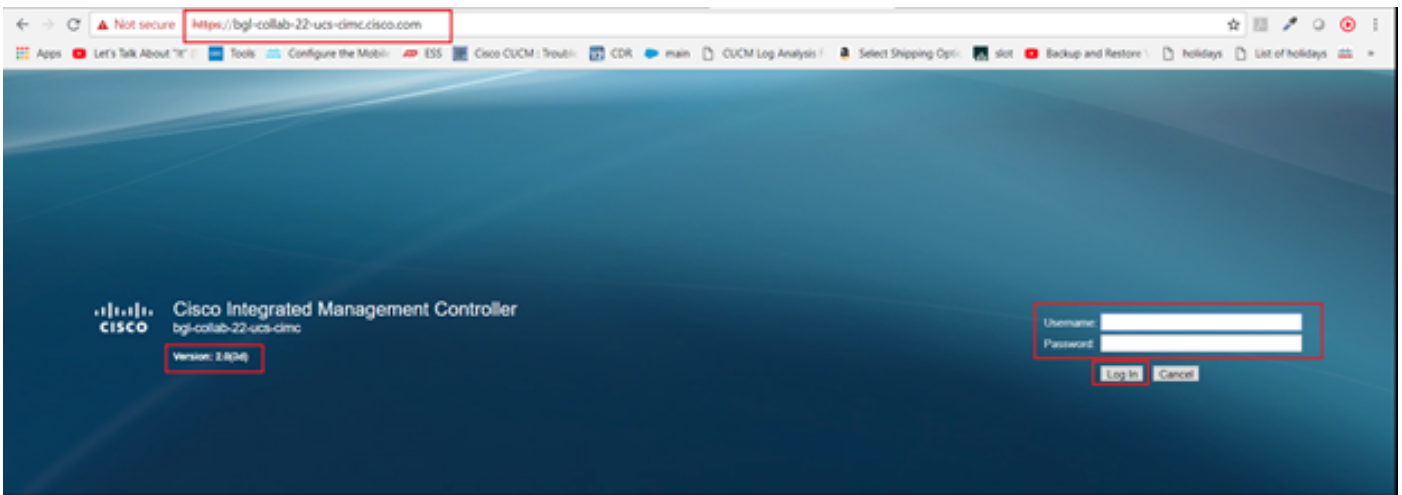 Not secure https://bgl-collab-22-ucs-cimc.cisco.com
Apps Let's Talk About "It" Tools Configure the Mobile ESS Cisco CUCM : Trouble CDR main CUCM Log Analysis Select Shipping Opti slot Backup and Restore holidays List of holidays »
Cisco Integrated Management Controller
CISCO bgl-collab-22-ucs-cimc
Version: 2.0(3d)
Username:
Password:
Log In Cancel